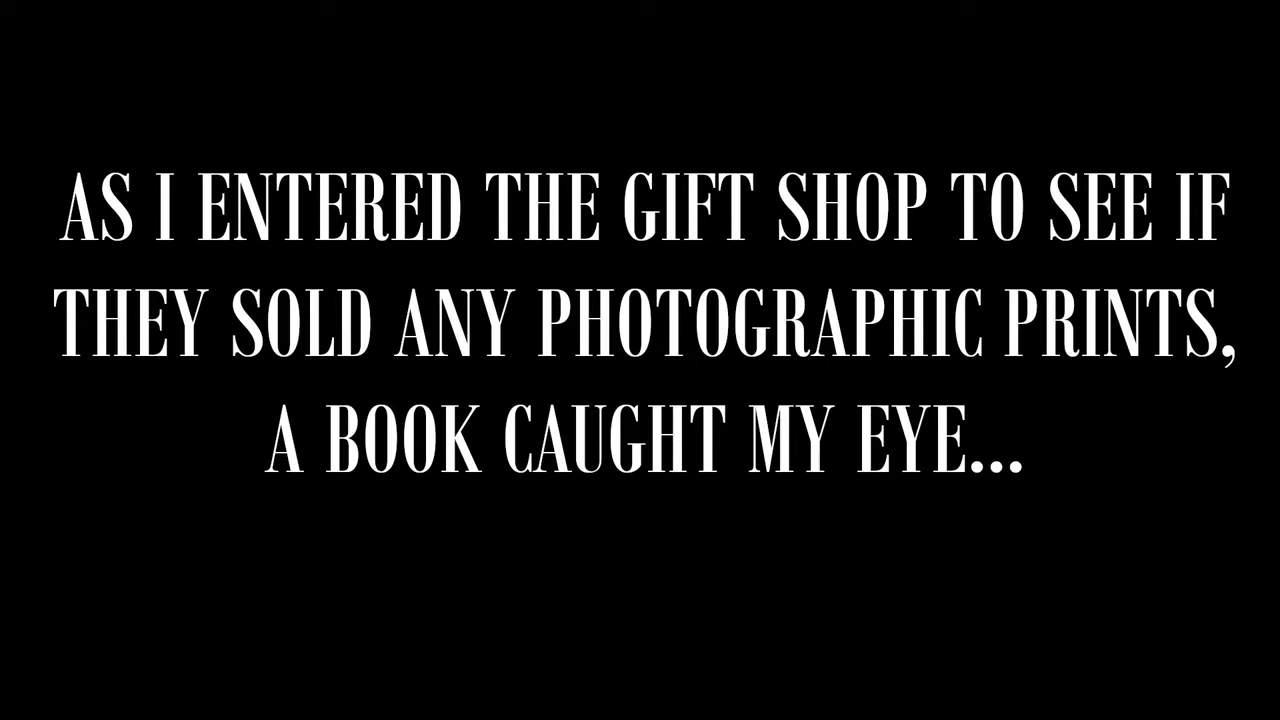 AS I ENTERED THE GIFT SHOP TO SEE IF
THEY SOLD ANY PHOTOGRAPHIC PRINTS,
A BOOK CAUGHT MY EYE...